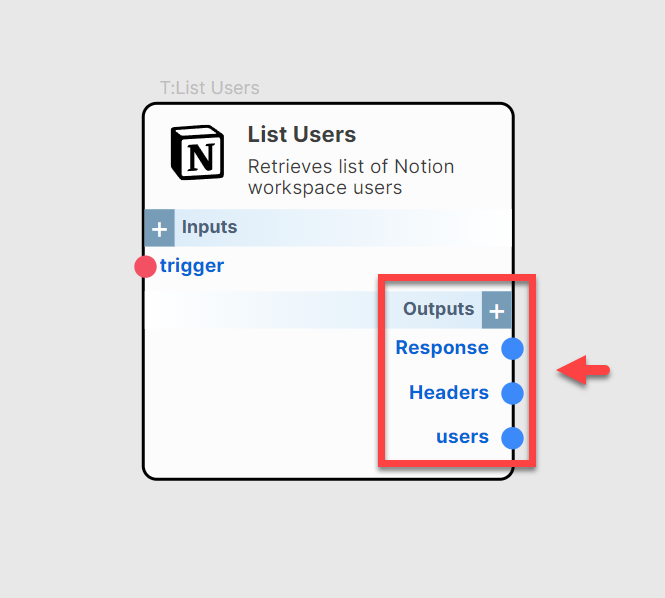 T:List Users
N
List Users
Retrieves list of Notion
workspace users
+ Inputs
trigger
Outputs +
Response
Headers
users